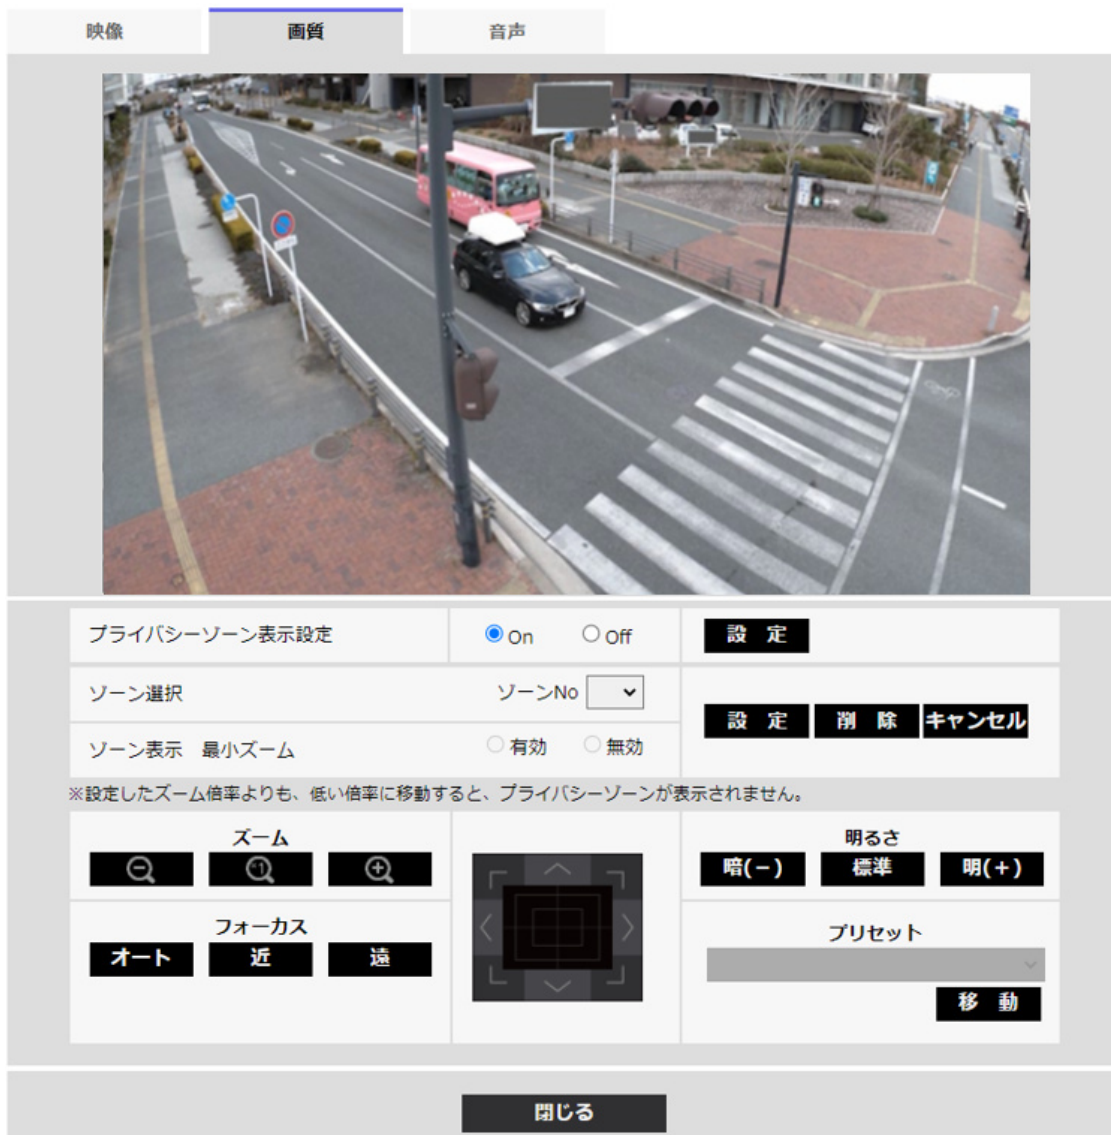 映像 画質 音声
プライバシーゾーン表示設定 On Off 設 定
ゾーン選択 ゾーンNo
設 定 削 除 キャンセル
ゾーン表示 最小ズーム 有効 無効
※設定したズーム倍率よりも、低い倍率に移動すると、プライバシーゾーンが表示されません。
ズーム 明るさ
暗(-) 標準 明(+)
フォーカス プリセット
オート 近 遠
移 動
閉じる